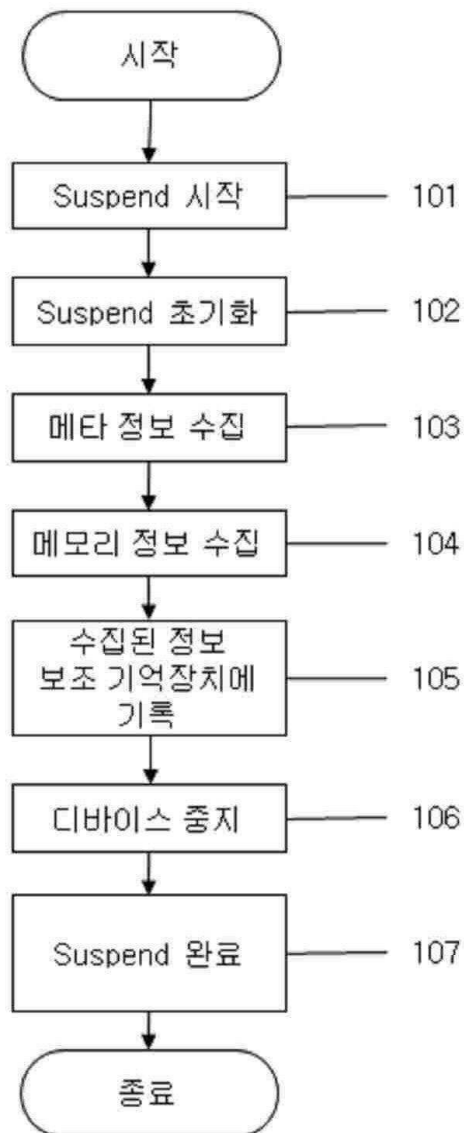 시작
Suspend 시작
101
Suspend 초기화
102
메타 정보 수집
103
메모리 정보 수집
104
수집된 정보
보조 기억장치에
기록
105
디바이스 중지
106
Suspend 완료
107
종료